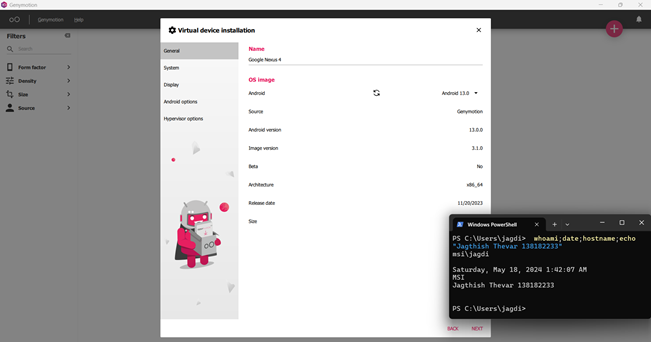 Genymotion
Genymotion Help
Filters
Search
Form factor
Density
Size
Source
Virtual device installation
General
System
Display
Android options
Hypervisor options
Name
Google Nexus 4
OS image
Android Android 13.0
Source Genymotion
Android version 13.0.0
Image version 3.1.0
Beta No
Architecture x86_64
Release date 11/20/2023
Size
BACK NEXT
Windows PowerShell
PS C:\Users\jagdi> whoami;date;hostname;echo
"Jagthish Thevar 138182233"
msi\jagdi
Saturday, May 18, 2024 1:42:07 AM
MSI
Jagthish Thevar 138182233
PS C:\Users\jagdi>